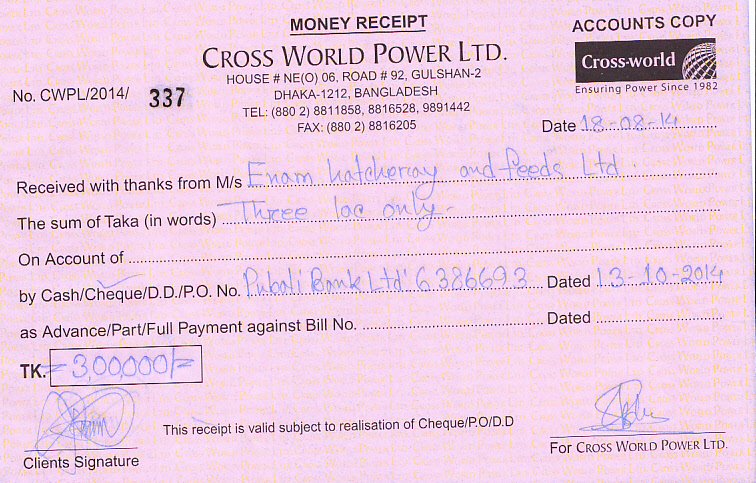 MONEY RECEIPT
ACCOUNTS COPY
CROSS WORLD POWER LTD.
Cross-world
Ensuring Power Since 1982
HOUSE # NE(O) 06, ROAD # 92, GULSHAN-2
DHAKA-1212, BANGLADESH
TEL: (880 2) 8811858, 8816528, 9891442
FAX: (880 2) 8816205
No. CWPL/2014/ 337
Date 18-08-14
Received with thanks from M/s Enam hatcheray and feeds Ltd.
The sum of Taka (in words) Three lac only-
On Account of
by Cash/Cheque/D.D./P.O. No. Pubali Bank Ltd' 6386693 Dated 13-10-2014
as Advance/Part/Full Payment against Bill No. Dated
TK. = 3,00,000/=
This receipt is valid subject to realisation of Cheque/P.O/D.D
Clients Signature
For CROSS WORLD POWER LTD.